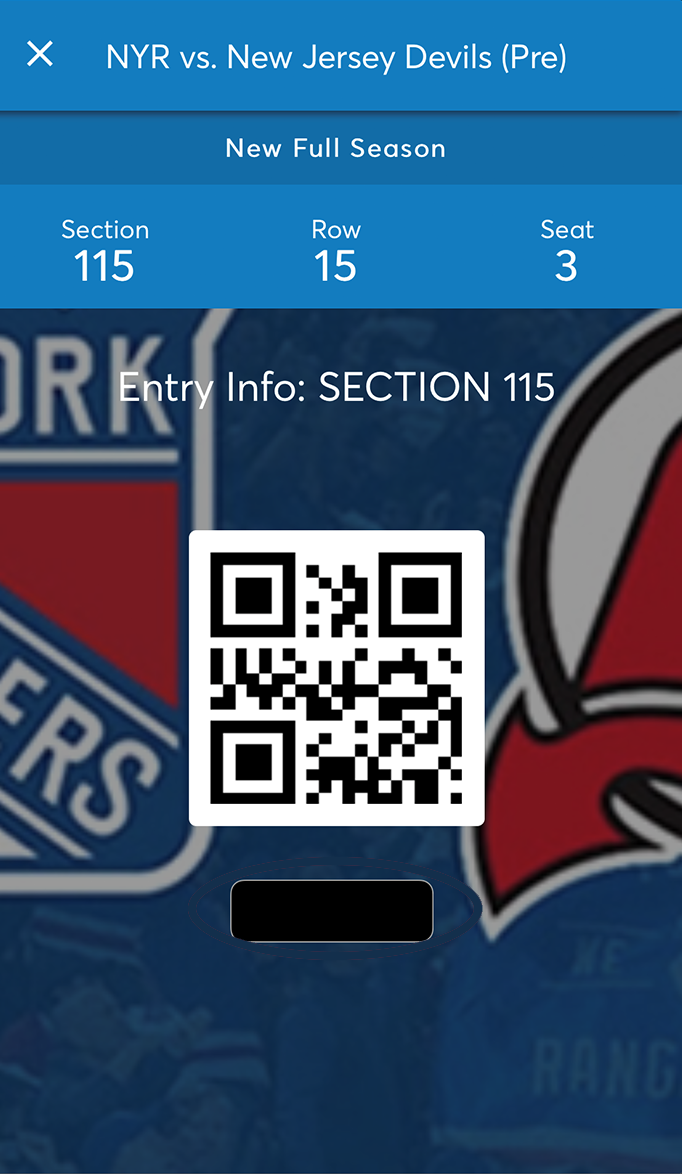 NYR vs. New Jersey Devils (Pre)
New Full Season
Section Row Seat
115 15 3
Entry Info: SECTION 115
ORK
ERS
XE
RANG